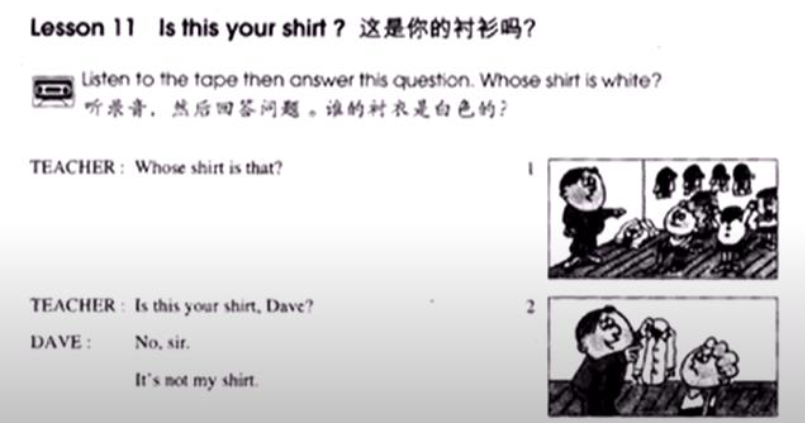 Lesson 11 Is this your shirt ? 这是你的衬衫吗?
Listen to the tape then answer this question. Whose shirt is white?
听录音，然后回答问题。谁的衬衣是白色的?
TEACHER : Whose shirt is that?
1
TEACHER : Is this your shirt, Dave?
2
DAVE : No, sir.
It's not my shirt.